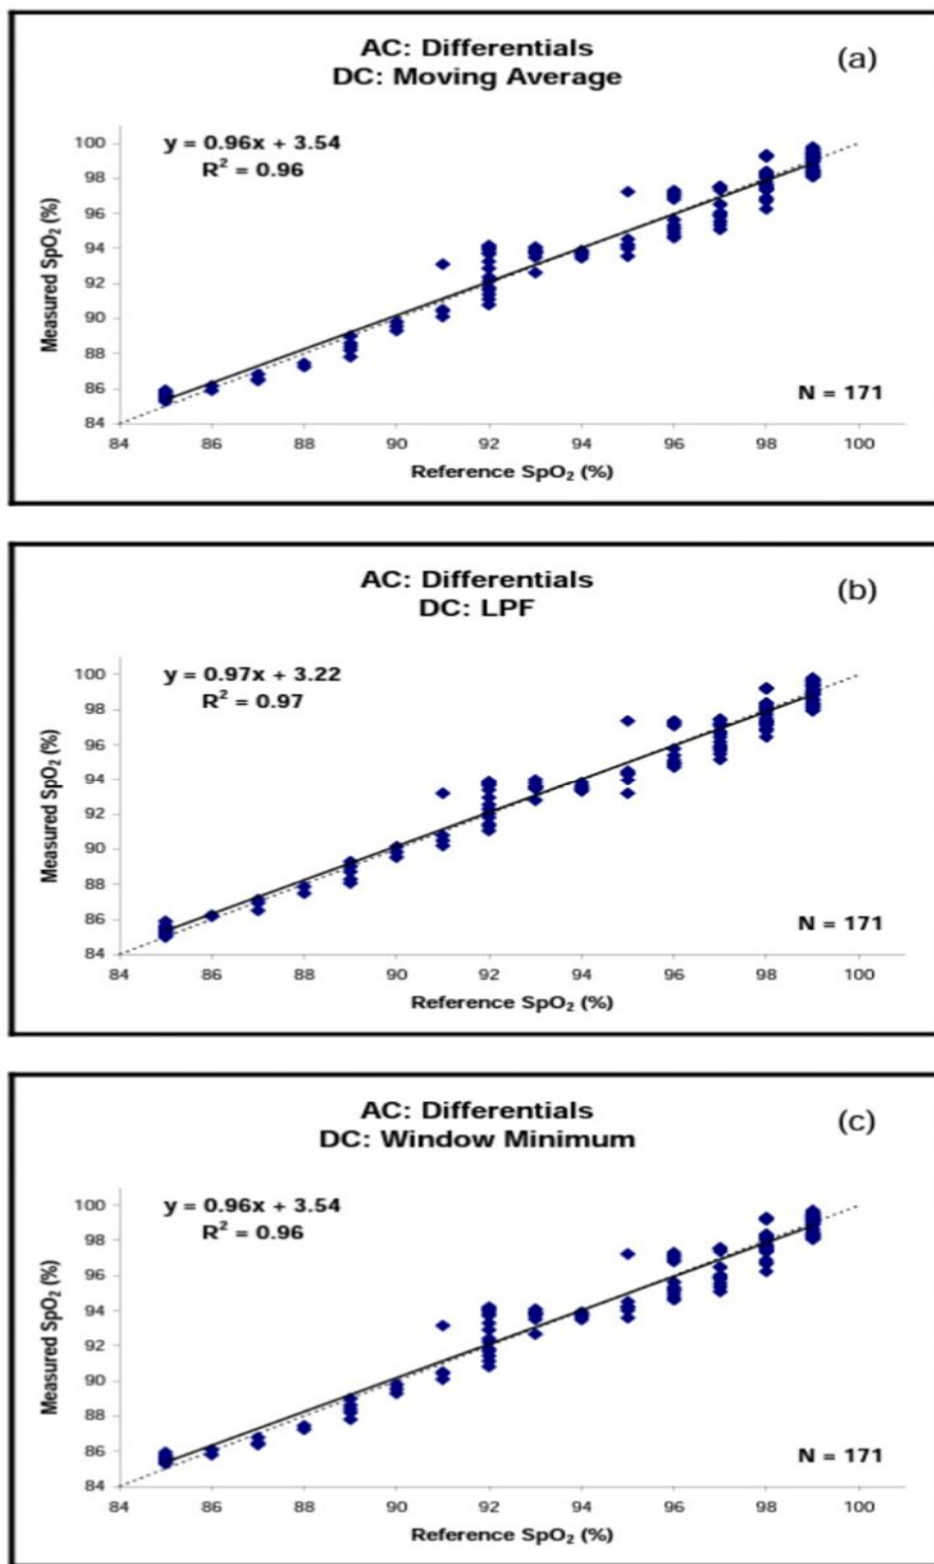 AC: Differentials
DC: Moving Average
(a)
y = 0.96x + 3.54
R² = 0.96
100
98
96
94
92
90
88
86
84
Measured SpO₂ (%)
N = 171
84 86 88 90 92 94 96 98 100
Reference SpO₂ (%)
AC: Differentials
DC: LPF
(b)
y = 0.97x + 3.22
R² = 0.97
100
98
96
94
92
90
88
86
84
Measured SpO₂ (%)
N = 171
84 86 88 90 92 94 96 98 100
Reference SpO₂ (%)
AC: Differentials
DC: Window Minimum
(c)
y = 0.96x + 3.54
R² = 0.96
100
98
96
94
92
90
88
86
84
Measured SpO₂ (%)
N = 171
84 86 88 90 92 94 96 98 100
Reference SpO₂ (%)